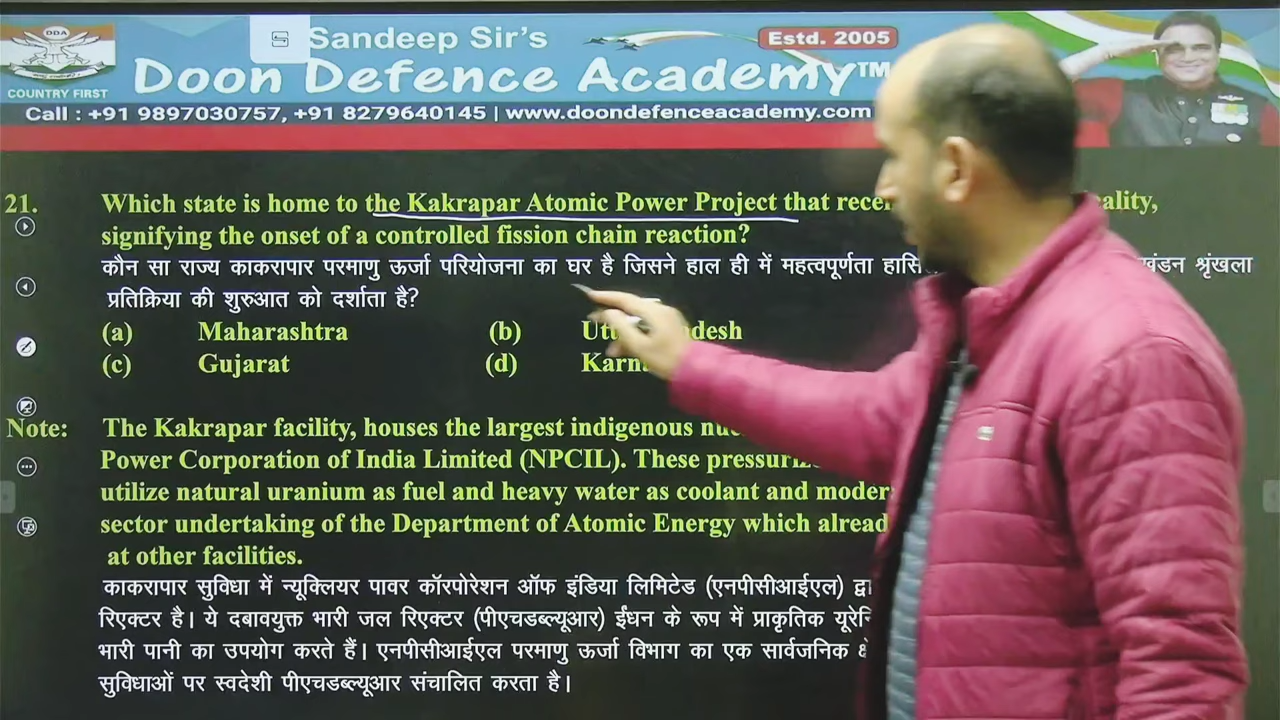 DDA
COUNTRY FIRST
Sandeep Sir's
Estd. 2005
Doon Defence Academy™
Call : +91 9897030757, +91 8279640145 | www.doondefenceacademy.com
21. Which state is home to the Kakrapar Atomic Power Project that
signifying the onset of a controlled fission chain reaction?
कौन सा राज्य काकरापार परमाणु ऊर्जा परियोजना का घर है जिसने हाल ही में महत्वपूर्णता श्रृंखला
प्रतिक्रिया की शुरुआत को दर्शाता है?
(a) Maharashtra (b)
(c) Gujarat (d)
Note: The Kakrapar facility, houses the largest indigenous
Power Corporation of India Limited (NPCIL). These
utilize natural uranium as fuel and heavy water as coolant and
sector undertaking of the Department of Atomic Energy which
at other facilities.
काकरापार सुविधा में न्यूक्लियर पावर कॉरपोरेशन ऑफ इंडिया लिमिटेड (एनपीसीआईएल)
रिएक्टर है। ये दबावयुक्त भारी जल रिएक्टर (पीएचडब्ल्यूआर) ईंधन के रूप में प्राकृतिक
भारी पानी का उपयोग करते हैं। एनपीसीआईएल परमाणु ऊर्जा विभाग का एक सार्वजनिक
सुविधाओं पर स्वदेशी पीएचडब्ल्यूआर संचालित करता है।